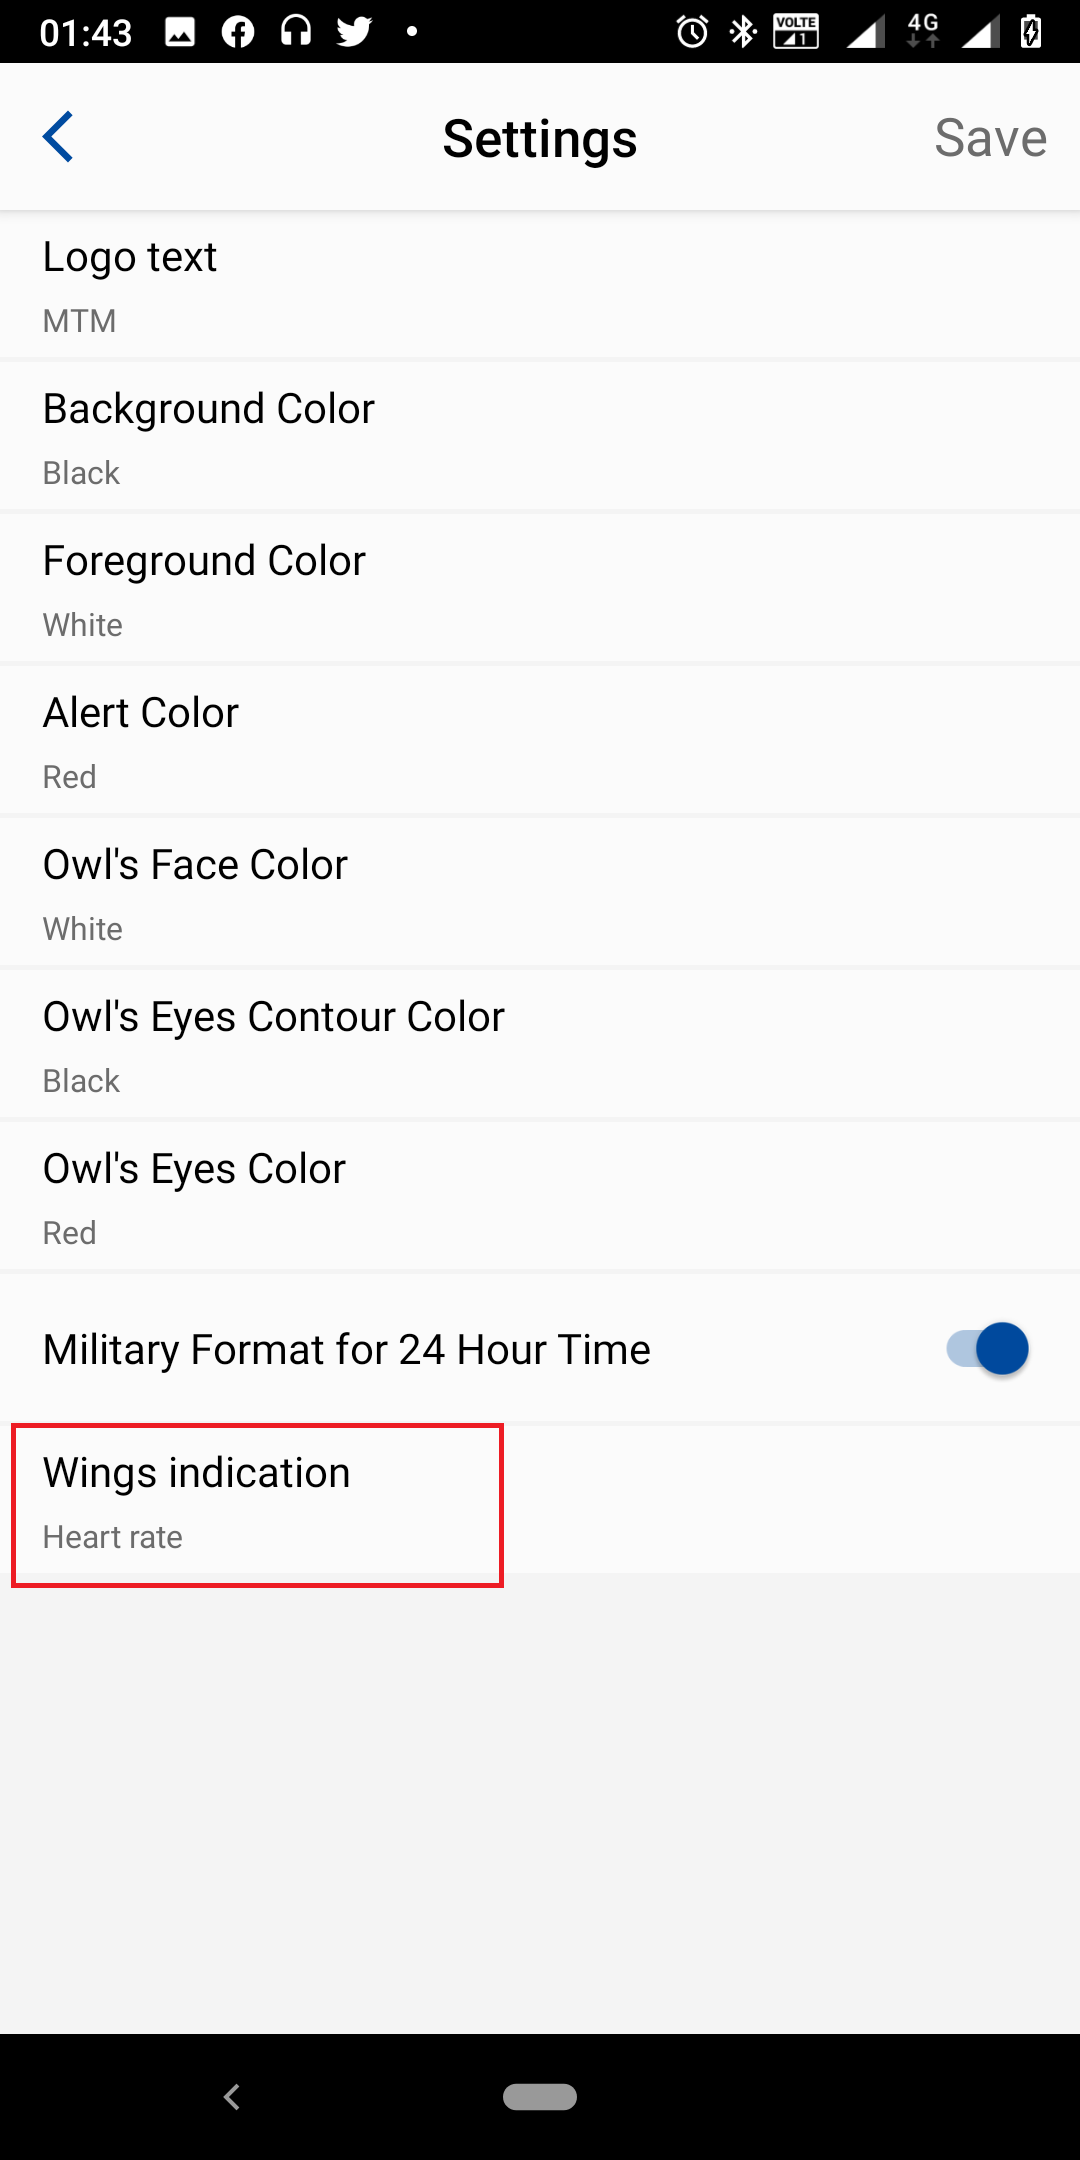 01:43
VOLTE
1
4G
Settings
Save
Logo text
MTM
Background Color
Black
Foreground Color
White
Alert Color
Red
Owl's Face Color
White
Owl's Eyes Contour Color
Black
Owl's Eyes Color
Red
Military Format for 24 Hour Time
Wings indication
Heart rate